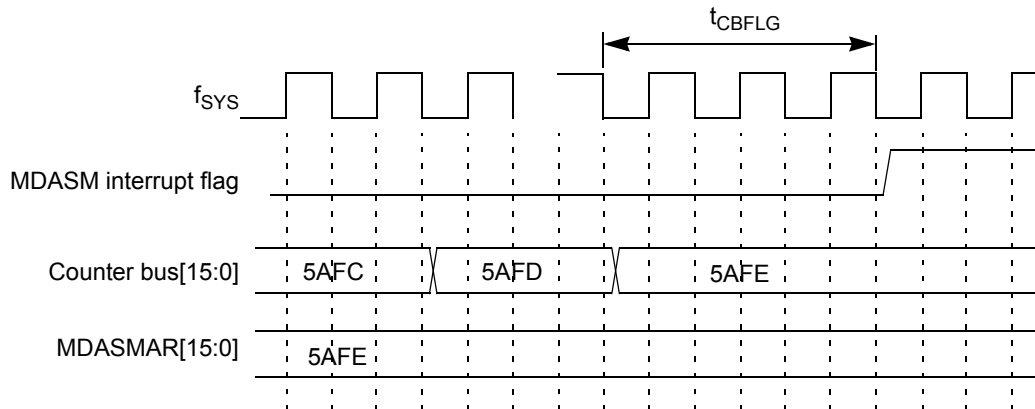 tCBFLG
fSYS
MDASM interrupt flag
Counter bus[15:0] 5AFC 5AFD 5AFE
MDASMAR[15:0] 5AFE